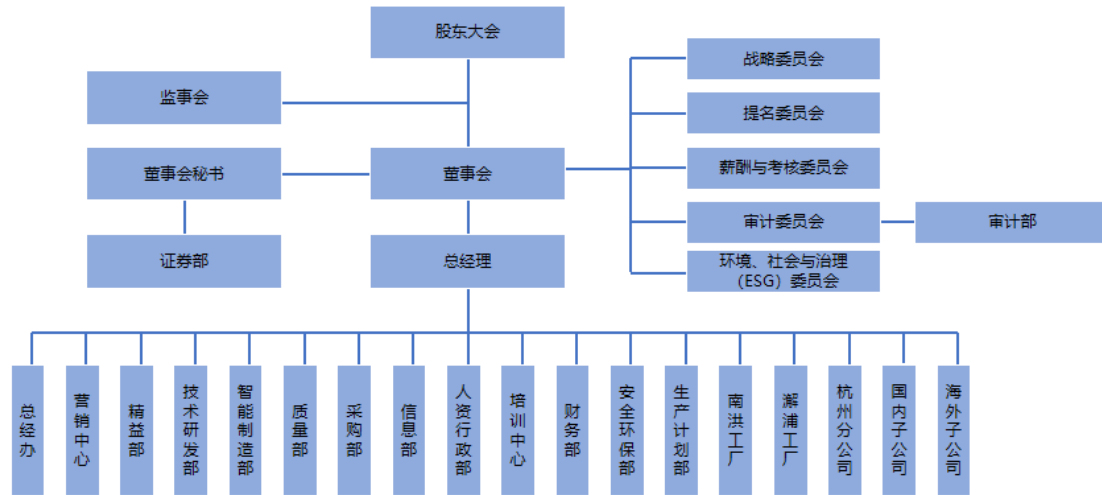 股东大会
监事会
董事会秘书
证券部
董事会
总经理
战略委员会
提名委员会
薪酬与考核委员会
审计委员会
审计部
环境、社会与治理
（ESG）委员会
总经办
营销中心
精益部
技术研发部
智能制造部
质量部
采购部
信息部
人资行政部
培训中心
财务部
安全环保部
生产计划部
南洪工厂
澥浦工厂
杭州分公司
国内子公司
海外子公司